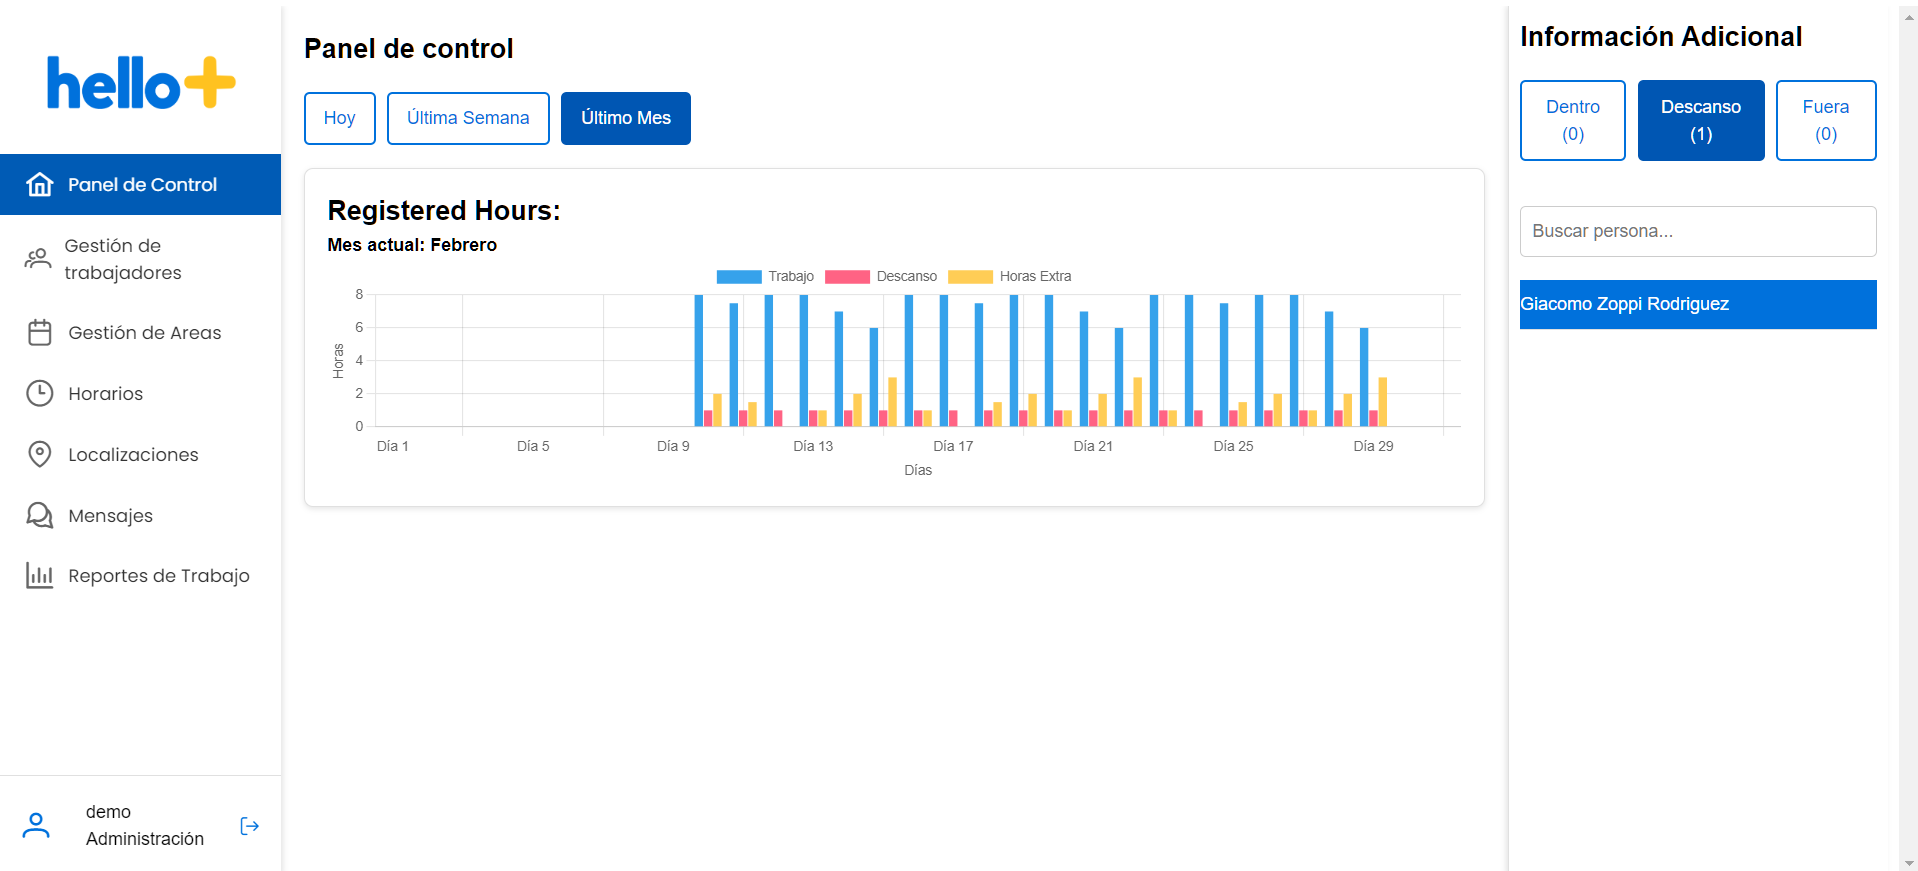 hello+
Panel de Control
Gestión de
trabajadores
Gestión de Areas
Horarios
Localizaciones
Mensajes
Reportes de Trabajo
demo
Administración
Panel de control
Hoy
Última Semana
Último Mes
Registered Hours:
Mes actual: Febrero
Trabajo Descanso Horas Extra
8
6
4
2
0
Horas
Día 1 Día 5 Día 9 Día 13 Día 17 Día 21 Día 25 Día 29
Días
Información Adicional
Dentro
(0)
Descanso
(1)
Fuera
(0)
Buscar persona...
Giacomo Zoppi Rodriguez